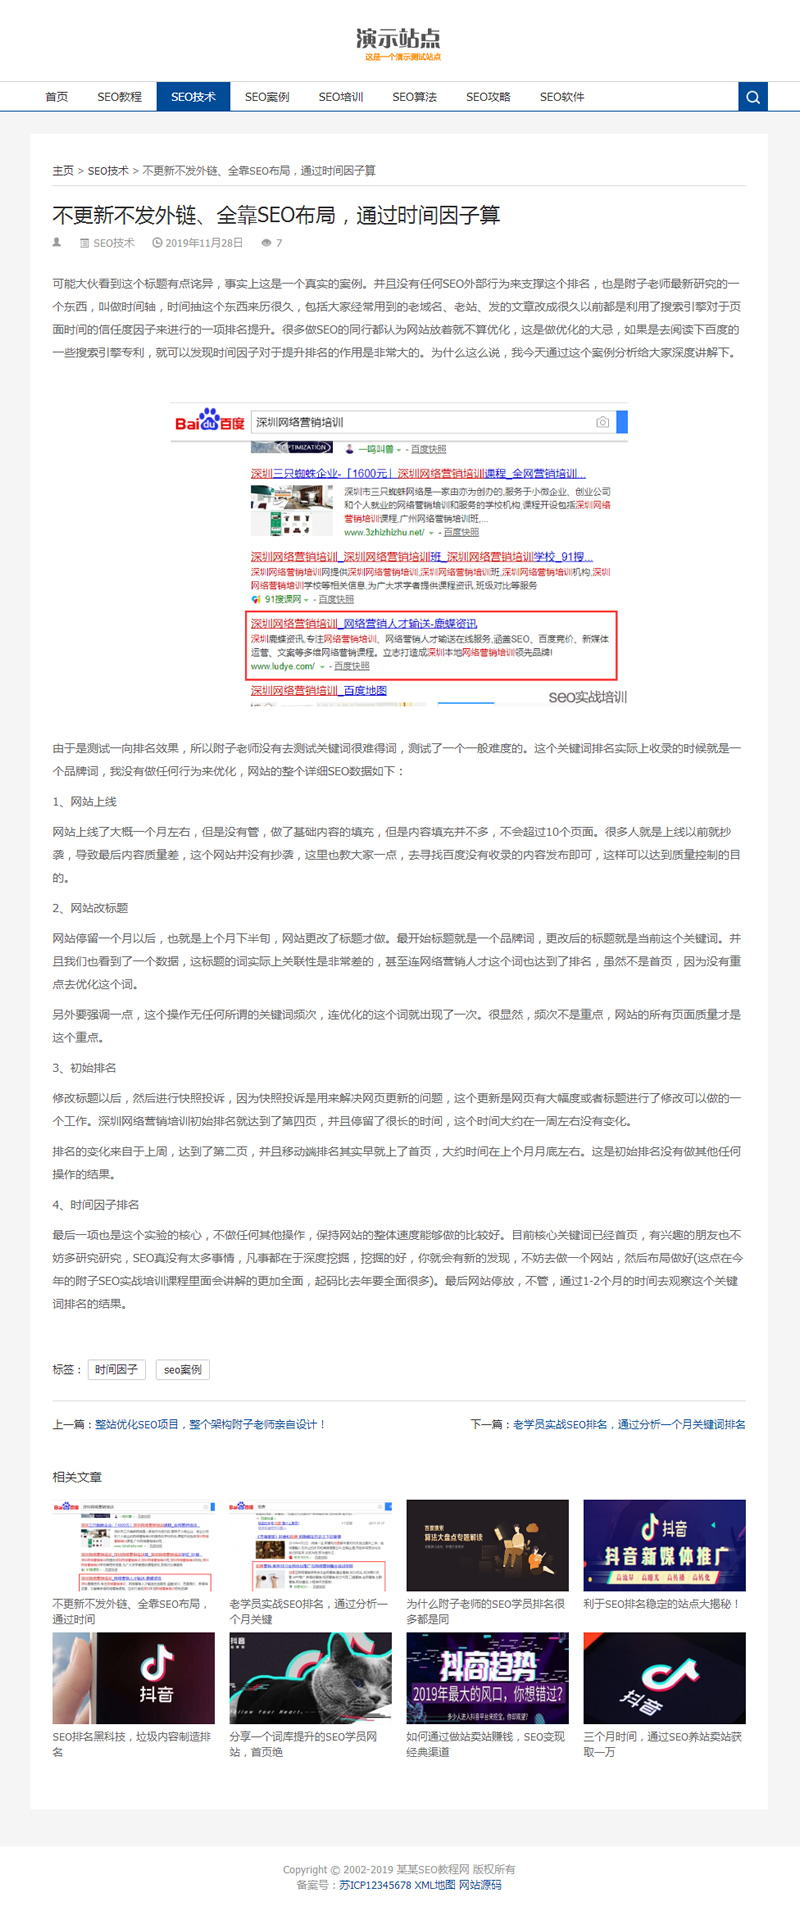 演示站点
这是一个演示测试站点
首页 SEO教程 SEO技术 SEO案例 SEO培训 SEO算法 SEO攻略 SEO软件
主页 > SEO技术 > 不更新不发外链、全靠SEO布局，通过时间因子算
不更新不发外链、全靠SEO布局，通过时间因子算
SEO技术 2019年11月28日 7
可能大伙看到这个标题有点诧异，事实上这是一个真实的案例。并且没有任何SEO外部行为来支撑这个排名，也是附子老师最新研究的一
个东西，叫做时间轴，时间抽这个东西来历很久，包括大家经常用到的老域名、老站、发的文章改成很久以前都是利用了搜索引擎对于页
面时间的信任度因子来进行的一项排名提升。很多做SEO的同行都认为网站放着就不算优化，这是做优化的大忌，如果是去阅读下百度的
一些搜索引擎专利，就可以发现时间因子对于提升排名的作用是非常大的。为什么这么说，我今天通过这个案例分析给大家深度讲解下。
Bai du 百度 深圳网络营销培训
OPTIMIZATION 一鸣叫兽 - 百度快照
深圳三只蜘蛛企业-「1600元」深圳网络营销培训课程_全网营销培训...
深圳市三只蜘蛛网络是一家由亦为创办的,服务于小微企业、创业公司
和个人就业的网络营销培训和服务的学校机构,课程开设包括深圳网络
营销培训课程,广州网络营销培训班,...
www.3zhizhizhu.net/ - 百度快照
深圳网络营销培训_深圳网络营销培训班_深圳网络营销培训学校_91搜...
深圳网络营销培训网提供深圳网络营销培训,深圳网络营销培训班,深圳网络营销培训机构,深圳
网络营销培训学校等相关信息,为广大求学者提供课程资讯,班级对比等服务
91搜课网 - 百度快照
深圳网络营销培训_网络营销人才输送-鹿蝶资讯
深圳鹿蝶资讯,专注网络营销培训、网络营销人才输送在线服务,涵盖SEO、百度竞价、新媒体
运营、文案等多维网络营销课程。立志打造成深圳本地网络营销培训领先品牌!
www.ludye.com/ - 百度快照
深圳网络营销培训_百度地图
seo实战培训
由于是测试一向排名效果，所以附子老师没有去测试关键词很难得词，测试了一个一般难度的。这个关键词排名实际上收录的时候就是一
个品牌词，我没有做任何行为来优化，网站的整个详细SEO数据如下：
1、网站上线
网站上线了大概一个月左右，但是没有管，做了基础内容的填充，但是内容填充并不多，不会超过10个页面。很多人就是上线以前就抄
袭，导致最后内容质量差，这个网站并没有抄袭，这里也教大家一点，去寻找百度没有收录的内容发布即可，这样可以达到质量控制的目
的。
2、网站改标题
网站停留一个月以后，也就是上个月下半旬，网站更改了标题才做。最开始标题就是一个品牌词，更改后的标题就是当前这个关键词。并
且我们也看到了一个数据，这标题的词实际上关联性是非常差的，甚至连网络营销人才这个词也达到了排名，虽然不是首页，因为没有重
点去优化这个词。
另外要强调一点，这个操作无任何所谓的关键词频次，连优化的这个词就出现了一次。很显然，频次不是重点，网站的所有页面质量才是
这个重点。
3、初始排名
修改标题以后，然后进行快照投诉，因为快照投诉是用来解决网页更新的问题，这个更新是网页有大幅度或者标题进行了修改可以做的一
个工作。深圳网络营销培训初始排名就达到了第四页，并且停留了很长的时间，这个时间大约在一周左右没有变化。
排名的变化来自于上周，达到了第二页，并且移动端排名其实早就上了首页，大约时间在上个月月底左右。这是初始排名没有做其他任何
操作的结果。
4、时间因子排名
最后一项也是这个实验的核心，不做任何其他操作，保持网站的整体速度能够做的比较好。目前核心关键词已经首页，有兴趣的朋友也不
妨多研究研究，SEO真没有太多事情，凡事都在于深度挖掘，挖掘的好，你就会有新的发现，不妨去做一个网站，然后布局做好(这点在今
年的附子SEO实战培训课程里面会讲解的更加全面，起码比去年要全面很多)。最后网站停放，不管，通过1-2个月的时间去观察这个关键
词排名的结果。
标签： 时间因子 seo案例
上一篇：整站优化SEO项目，整个架构附子老师亲自设计！ 下一篇：老学员实战SEO排名，通过分析一个月关键词排名
相关文章
百度搜索
算法大盘点专题解读
抖音
抖音新媒体推广
不更新不发外链、全靠SEO布局，
通过时间
老学员实战SEO排名，通过分析一
个月关键
为什么附子老师的SEO学员排名很
多都是同
利于SEO排名稳定的站点大揭秘！
抖音
抖音
抖商趋势
2019年最大的风口，你想错过?
抖音
SEO排名黑科技，垃圾内容制造排
名
分享一个词库提升的SEO学员网
站，首页绝
如何通过做站卖站赚钱，SEO变现
经典渠道
三个月时间，通过SEO养站卖站获
取一万
Copyright © 2002-2019 某某SEO教程网 版权所有
备案号：苏ICP12345678 XML地图 网站源码